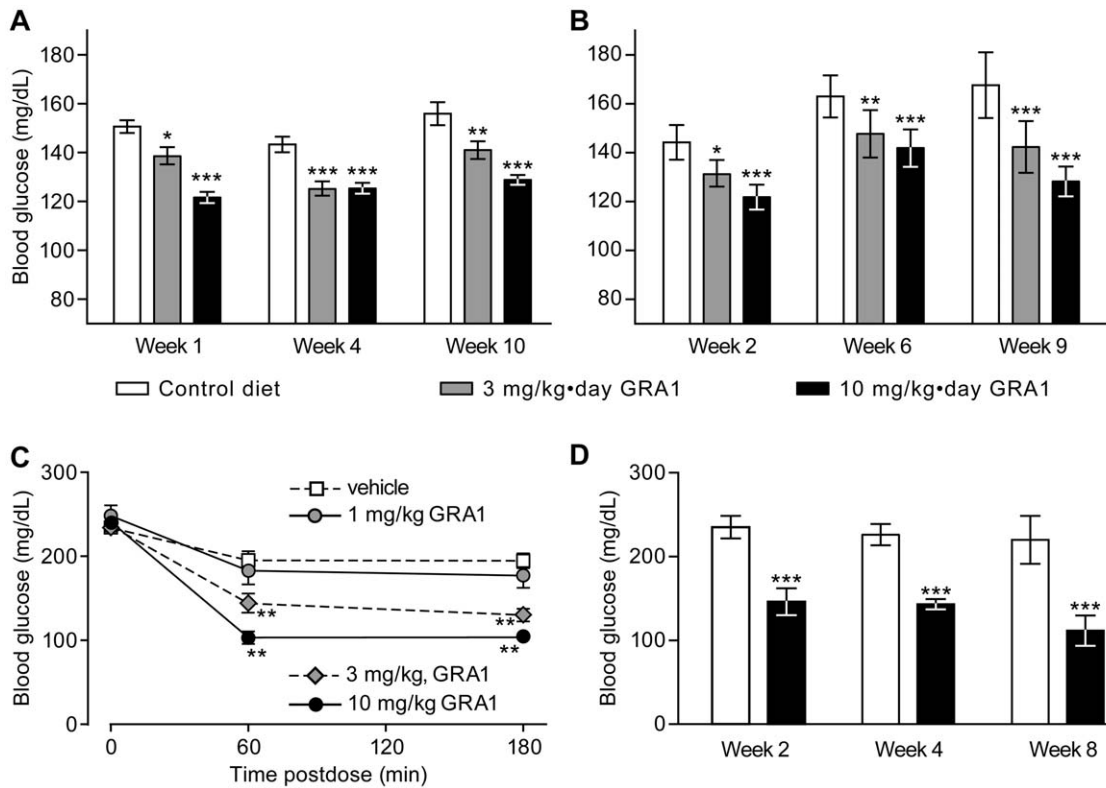 A
Blood glucose (mg/dL)
180
160
140
120
100
80
*
***
***
***
**
***
Week 1
Week 4
Week 10
B
180
160
140
120
100
80
*
***
**
***
***
***
Week 2
Week 6
Week 9
Control diet
3 mg/kg•day GRA1
10 mg/kg•day GRA1
C
Blood glucose (mg/dL)
300
200
100
0
vehicle
1 mg/kg GRA1
**
**
**
**
3 mg/kg, GRA1
10 mg/kg GRA1
0
60
120
180
Time postdose (min)
D
Blood glucose (mg/dL)
300
200
100
0
***
***
***
Week 2
Week 4
Week 8